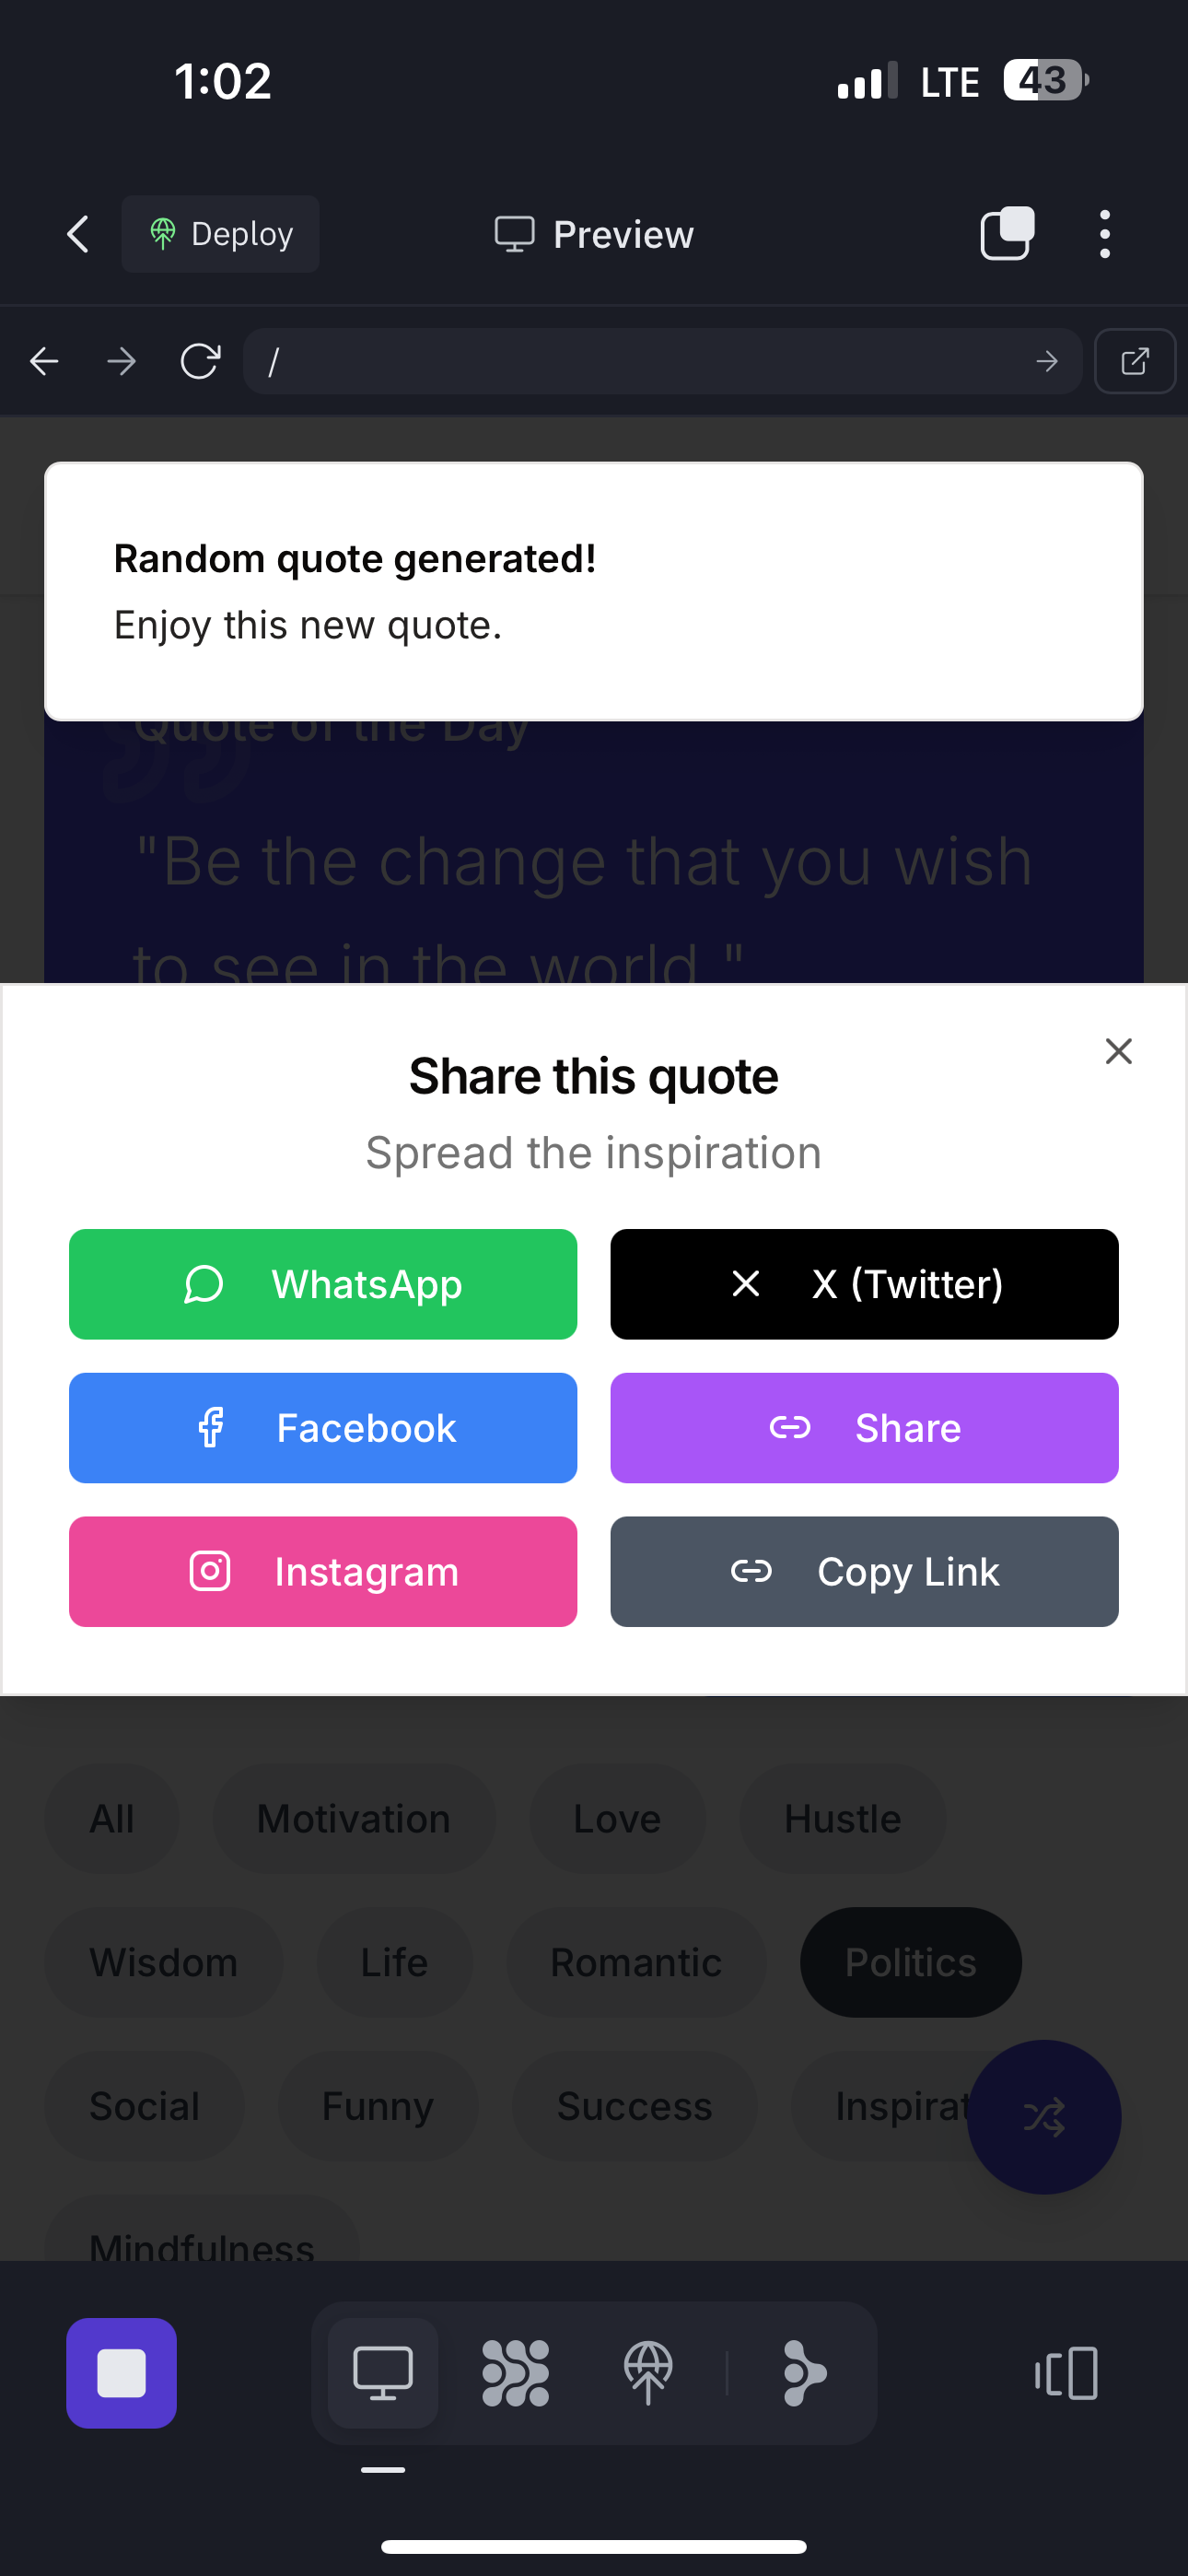 1:02
LTE 43
Deploy
Preview
/
Random quote generated!
Enjoy this new quote.
Quote of the Day
"Be the change that you wish
to see in the world."
Share this quote
Spread the inspiration
WhatsApp
X (Twitter)
Facebook
Share
Instagram
Copy Link
All Motivation Love Hustle
Wisdom Life Romantic Politics
Social Funny Success Inspirat
Mindfulness